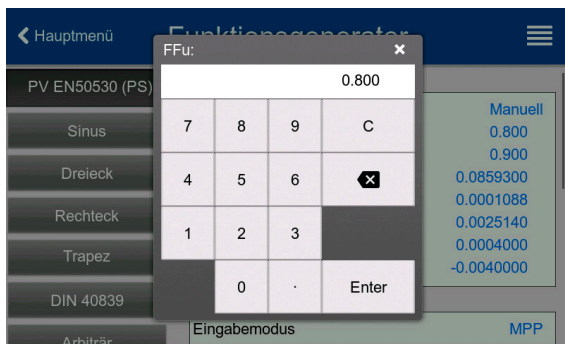 Hauptmenü
Funktionsgenerator
FFu:
0.800
PV EN50530 (PS)
Sinus
Dreieck
Rechteck
Trapez
DIN 40839
Arbiträr
7 8 9 C
4 5 6
1 2 3
0 . Enter
Manuell
0.800
0.900
0.0859300
0.0001088
0.0025140
0.0004000
-0.0040000
Eingabemodus MPP